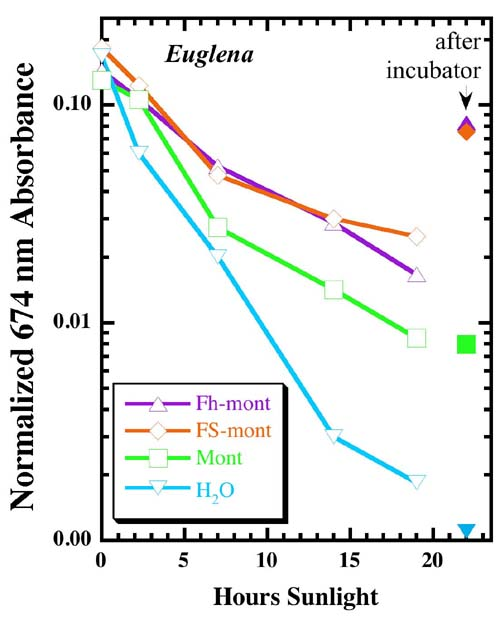 Euglena
after
incubator
Normalized 674 nm Absorbance
0.10
0.01
0.00
Fh-mont
FS-mont
Mont
H₂O
0 5 10 15 20
Hours Sunlight